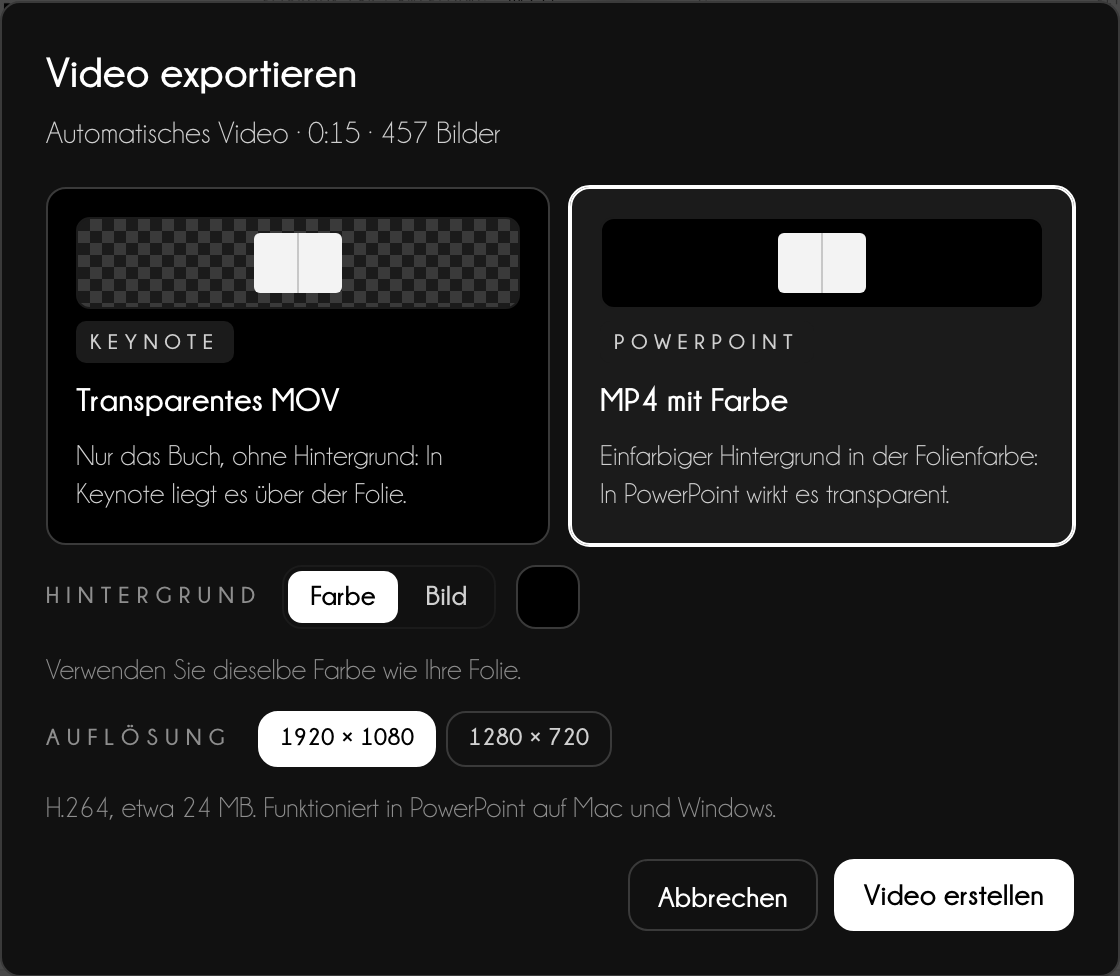 Video exportieren
Automatisches Video · 0:15 · 457 Bilder
KEYNOTE
Transparentes MOV
Nur das Buch, ohne Hintergrund: In
Keynote liegt es über der Folie.
POWERPOINT
MP4 mit Farbe
Einfarbiger Hintergrund in der Folienfarbe:
In PowerPoint wirkt es transparent.
HINTERGRUND Farbe Bild
Verwenden Sie dieselbe Farbe wie Ihre Folie.
AUFLÖSUNG 1920 × 1080 1280 × 720
H.264, etwa 24 MB. Funktioniert in PowerPoint auf Mac und Windows.
Abbrechen Video erstellen